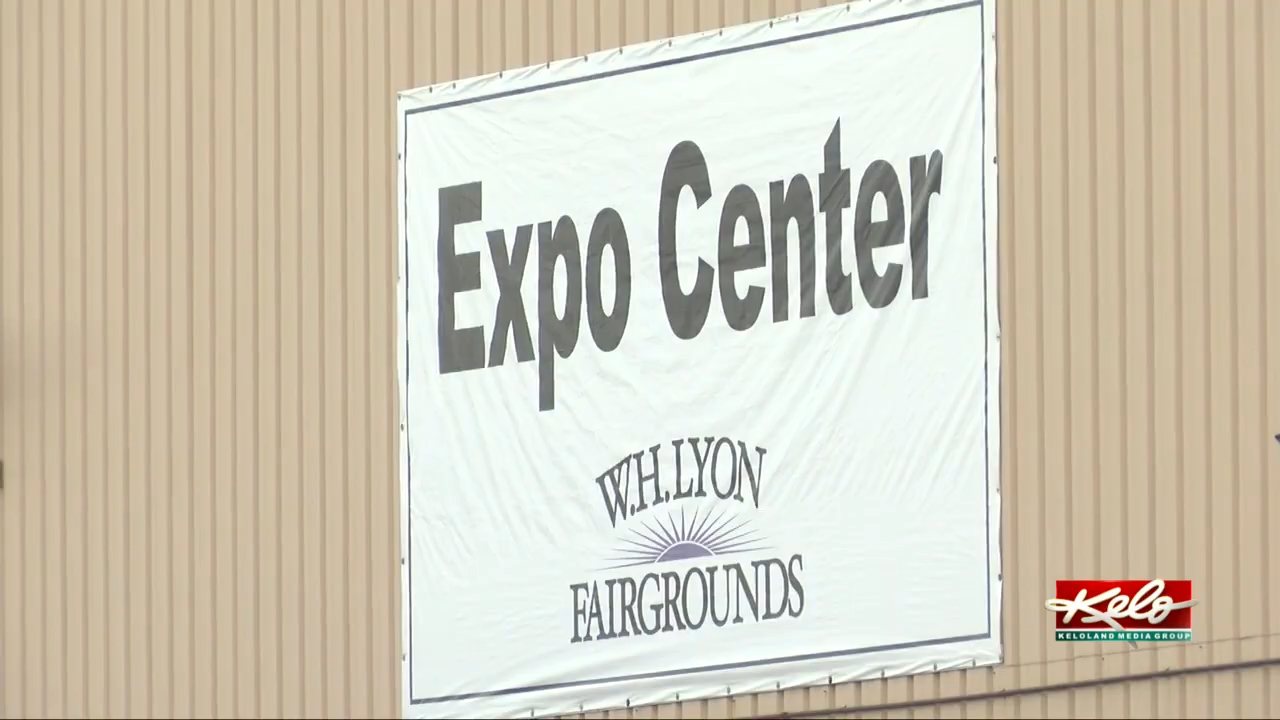 Expo Center
W.H. LYON
FAIRGROUNDS
Kelo
KELOLAND MEDIA GROUP